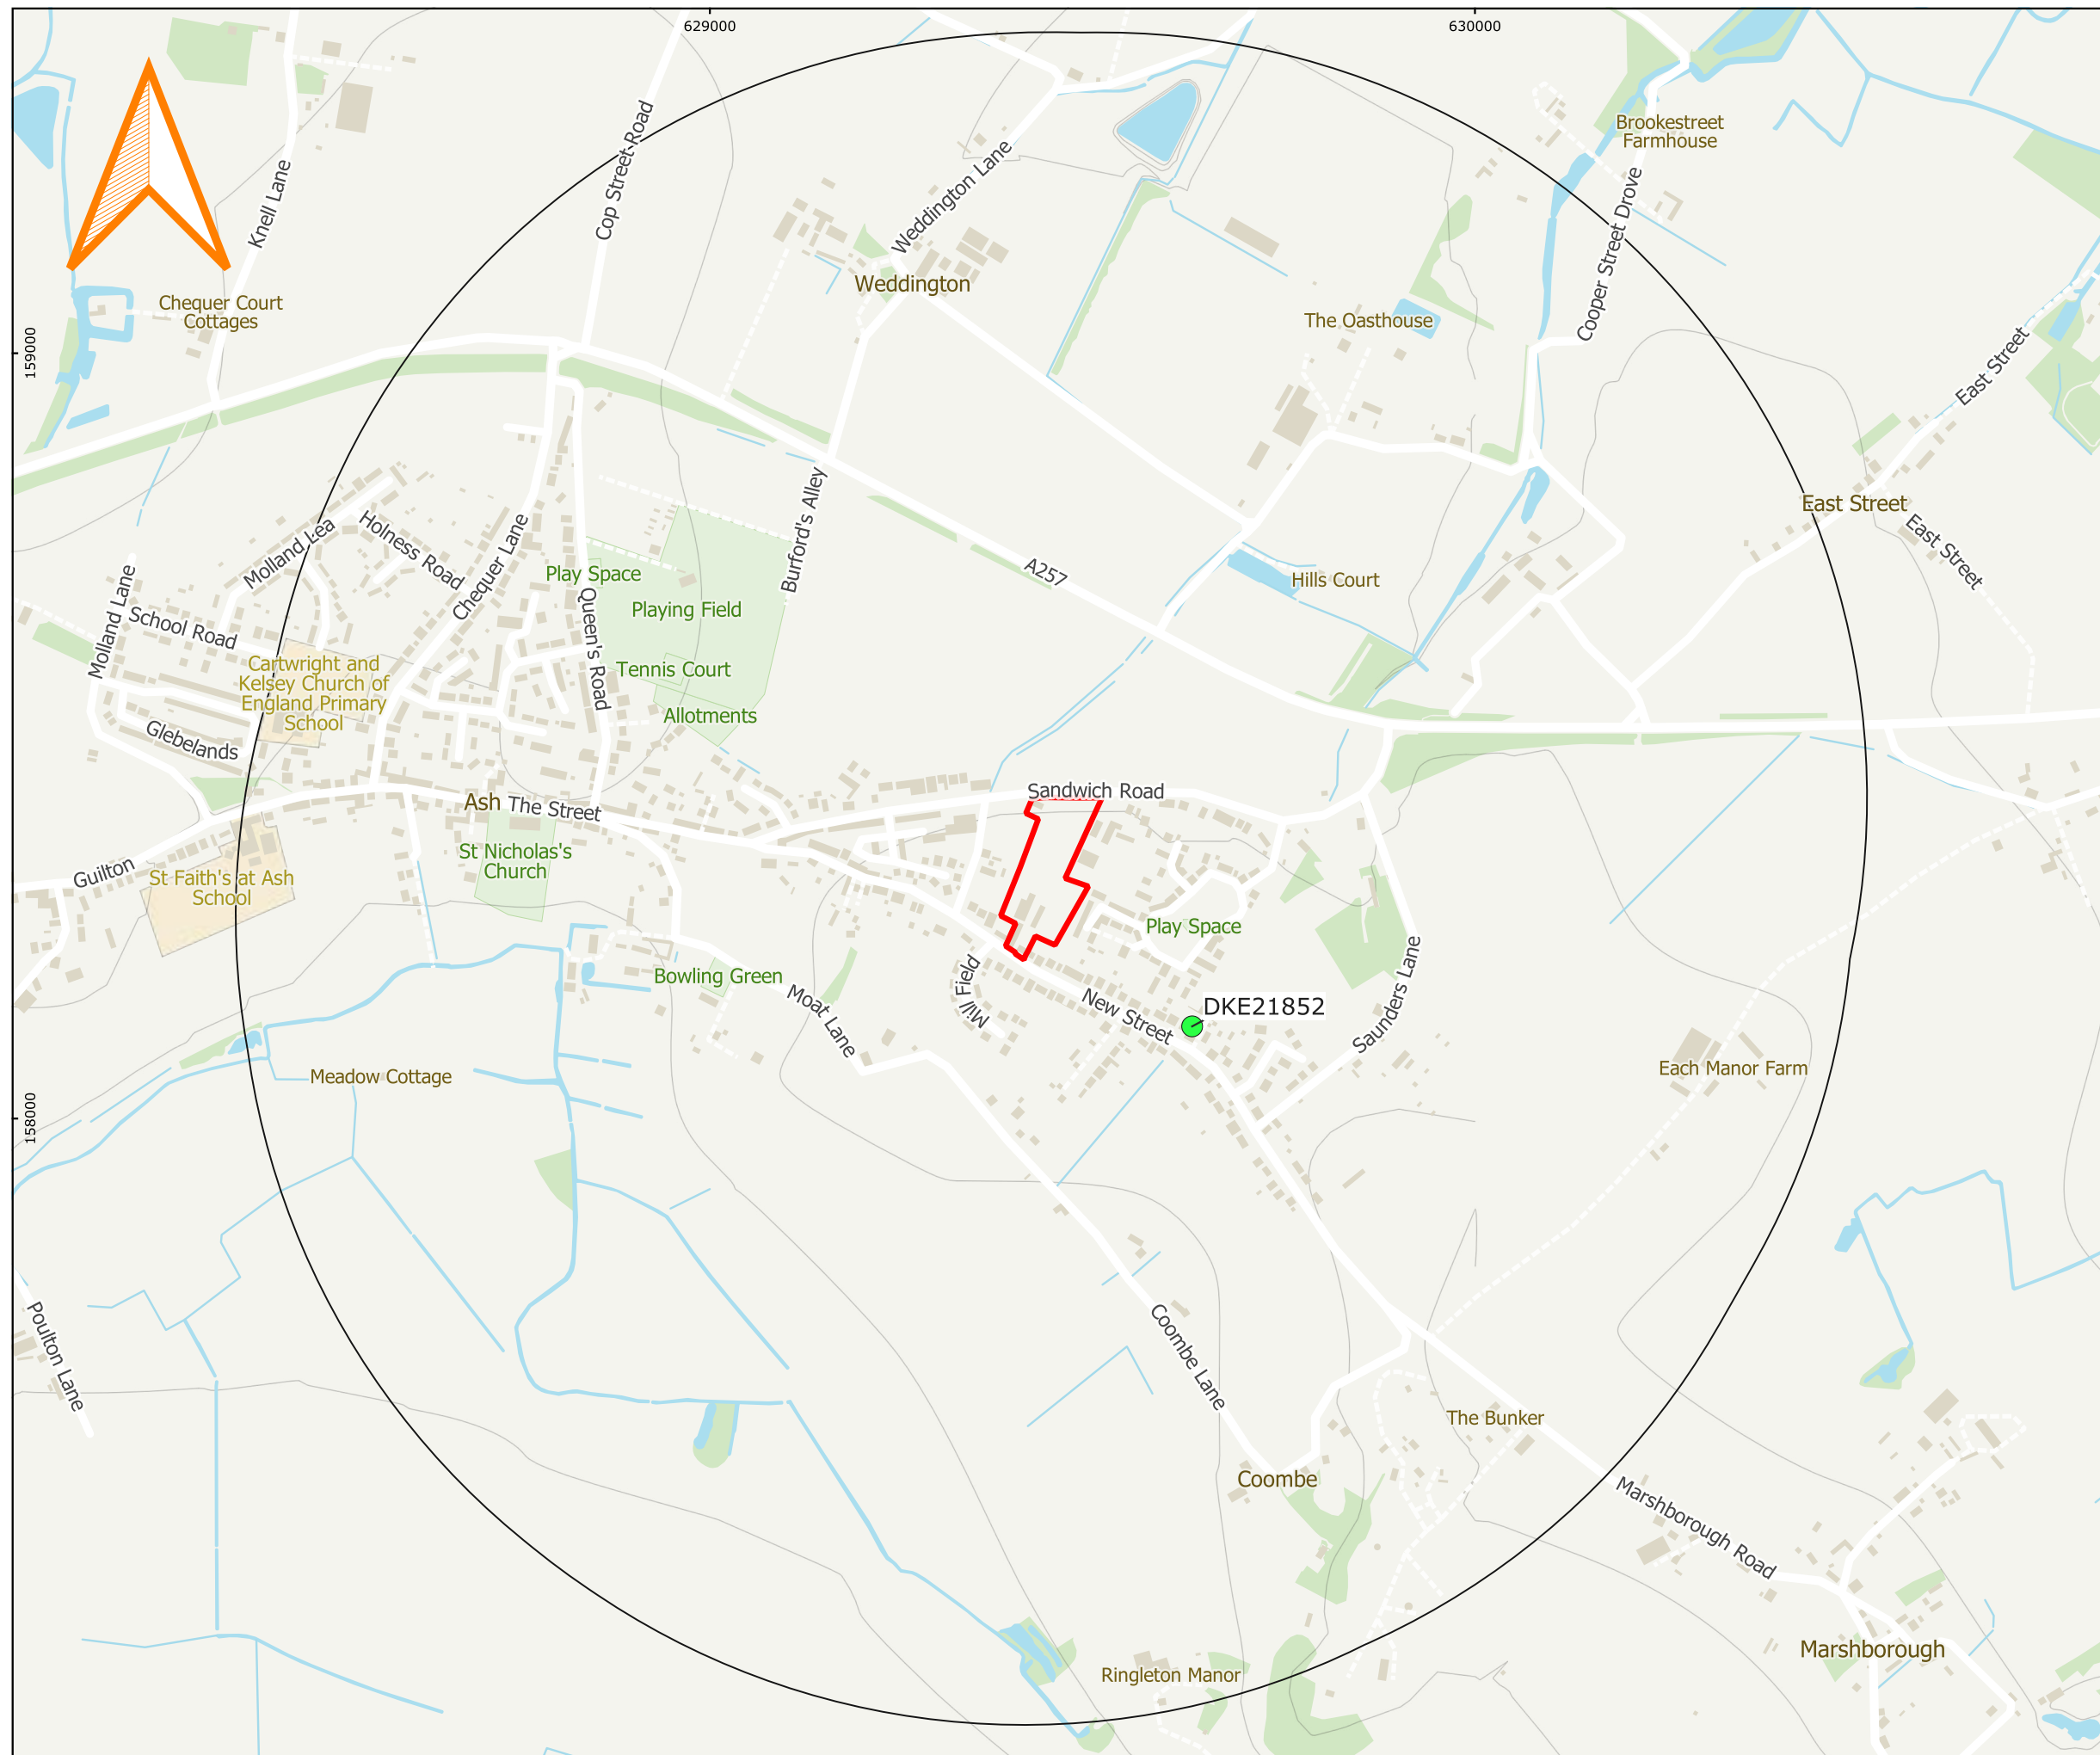 629000
630000
159000
158000
Knell Lane
Cop Street Road
Weddington Lane
Brookestreet
Farmhouse
Cooper Street Drove
Chequer Court
Cottages
Weddington
The Oasthouse
East Street
East Street
East Street
Burford's Alley
A257
Hills Court
Molland Lea
Holness Road
Chequer Lane
Play Space
Playing Field
Queen's Road
Molland Lane
School Road
Cartwright and
Kelsey Church of
England Primary
School
Tennis Court
Allotments
Glebelands
Sandwich Road
Ash
The Street
St Nicholas's
Church
Guilton
St Faith's at Ash
School
Play Space
Bowling Green
Moat Lane
Mill Field
New Street
DKE21852
Saunders Lane
Meadow Cottage
Each Manor Farm
Poulton Lane
Coombe Lane
The Bunker
Coombe
Marshborough Road
Marshborough
Ringleton Manor